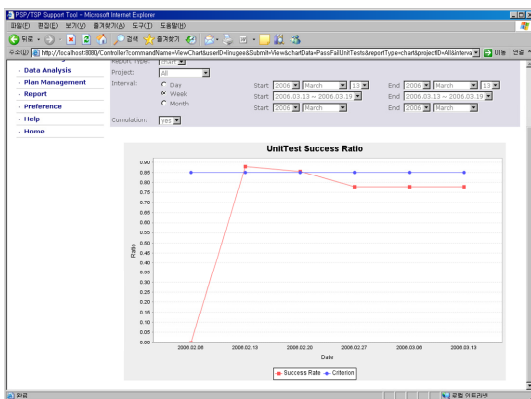 PSP/TSP Support Tool - Microsoft Internet Explorer
파일(F) 편집(E) 보기(V) 즐겨찾기(A) 도구(T) 도움말(H)
뒤로 검색 즐겨찾기
주소(D) http://localhost:8080/Controller?commandName=ViewChart&userID=linugee&Submit=View&chartData=PassFailUnitTests&reportType=chart&projectID=All&interva 이동 연결
Report Type: chart
Data Analysis
Project: All
Plan Management
Interval: Day Start 2006 March 13 End 2006 March 13
Report
Week Start 2006.03.13 ~ 2006.03.19 End 2006.03.13 ~ 2006.03.19
Preference
Month Start 2006 March End 2006 March
Help
Cumulation: yes
Home
UnitTest Success Ratio
0.90
0.85
0.80
0.75
0.70
0.65
0.60
0.55
0.50
0.45
0.40
0.35
0.30
0.25
0.20
0.15
0.10
0.05
0.00
Ratio
2006.02.06 2006.02.13 2006.02.20 2006.02.27 2006.03.06 2006.03.13
Date
Success Rate Criterion
완료 로컬 인트라넷